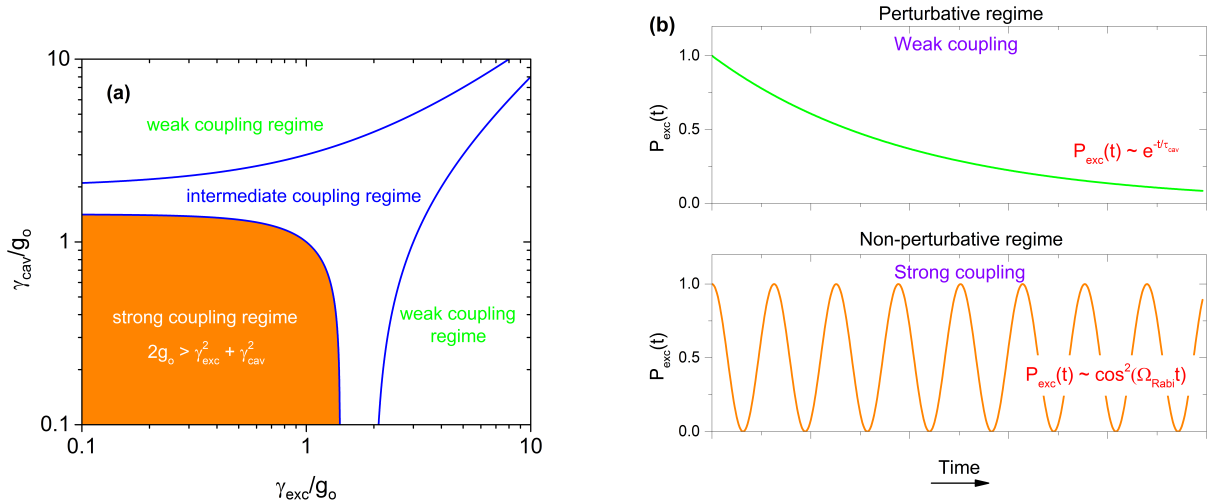 (a)
10
1
0.1
γcav/go
weak coupling regime
intermediate coupling regime
strong coupling regime
2go > γ²exc + γ²cav
weak coupling
regime
0.1
1
10
γexc/go
(b)
Perturbative regime
Weak coupling
1.0
0.5
0.0
Pexc(t)
Pexc(t) ~ e^-t/τcav
Non-perturbative regime
Strong coupling
1.0
0.5
0.0
Pexc(t)
Pexc(t) ~ cos²(ΩRabi t)
Time